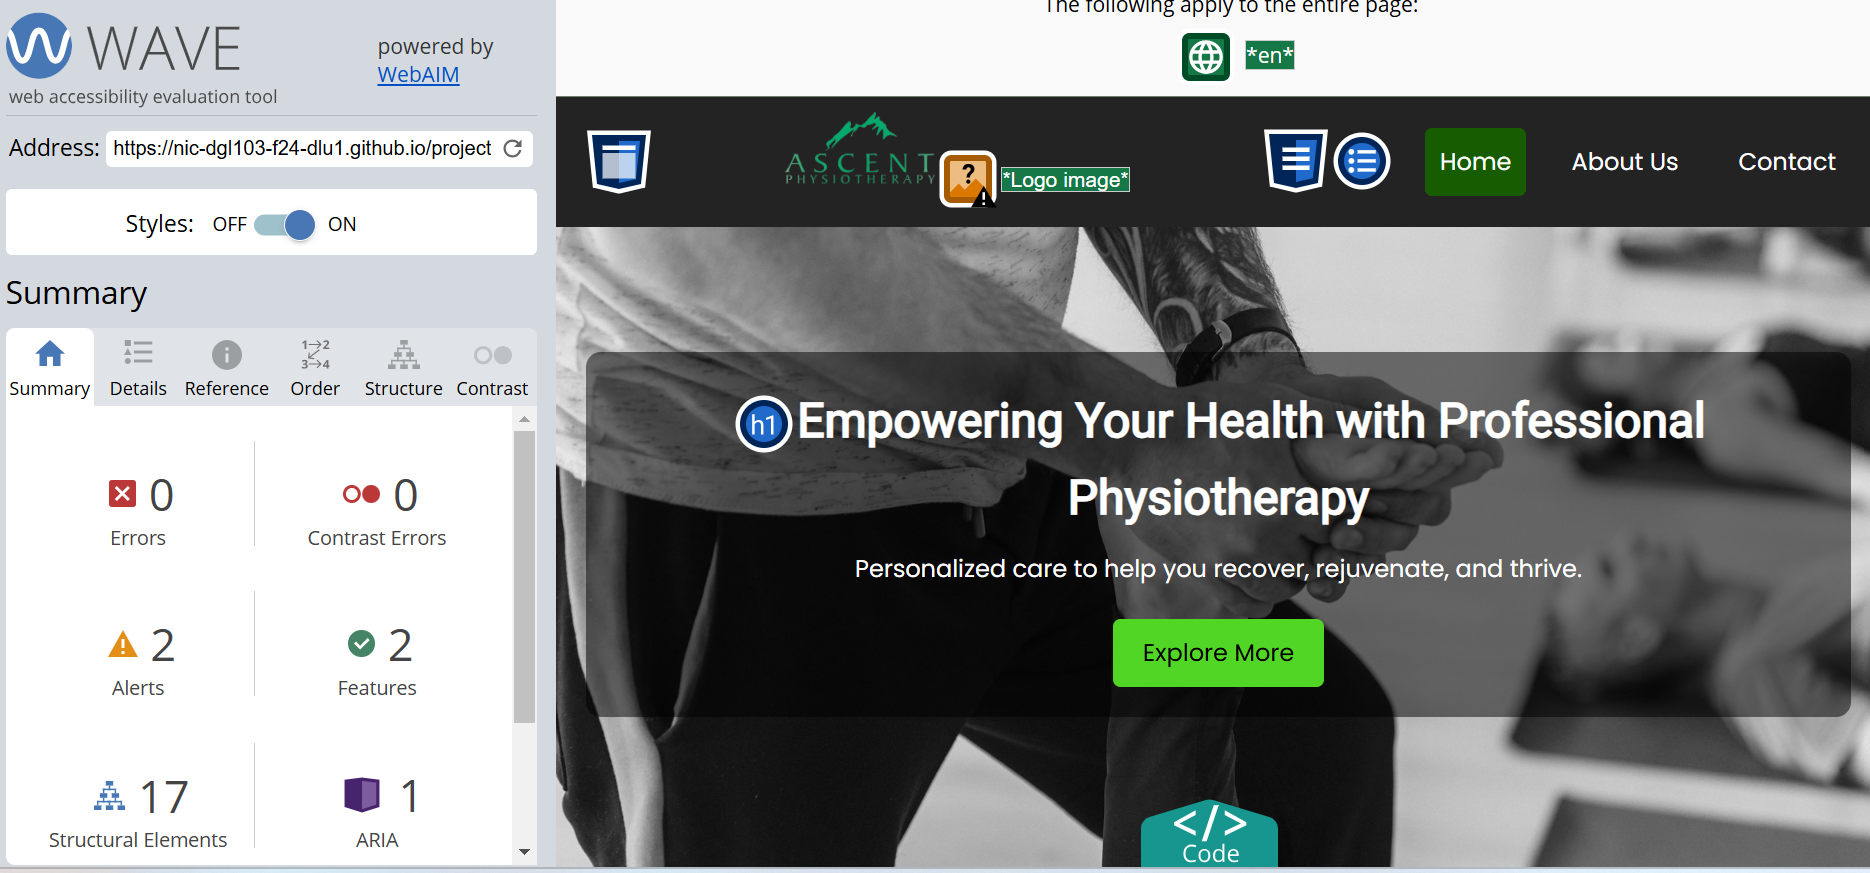 WAVE
powered by
WebAIM
web accessibility evaluation tool
Address: https://nic-dgl103-f24-dlu1.github.io/project
Styles: OFF ON
Summary
1 2
3 4
Summary Details Reference Order Structure Contrast
0 0
Errors Contrast Errors
2 2
Alerts Features
17 1
Structural Elements ARIA
The following apply to the entire page:
*en*
ASCENT
PHYSIOTHERAPY
? *Logo image*
Home About Us Contact
h1 Empowering Your Health with Professional
Physiotherapy
Personalized care to help you recover, rejuvenate, and thrive.
Explore More
</>
Code